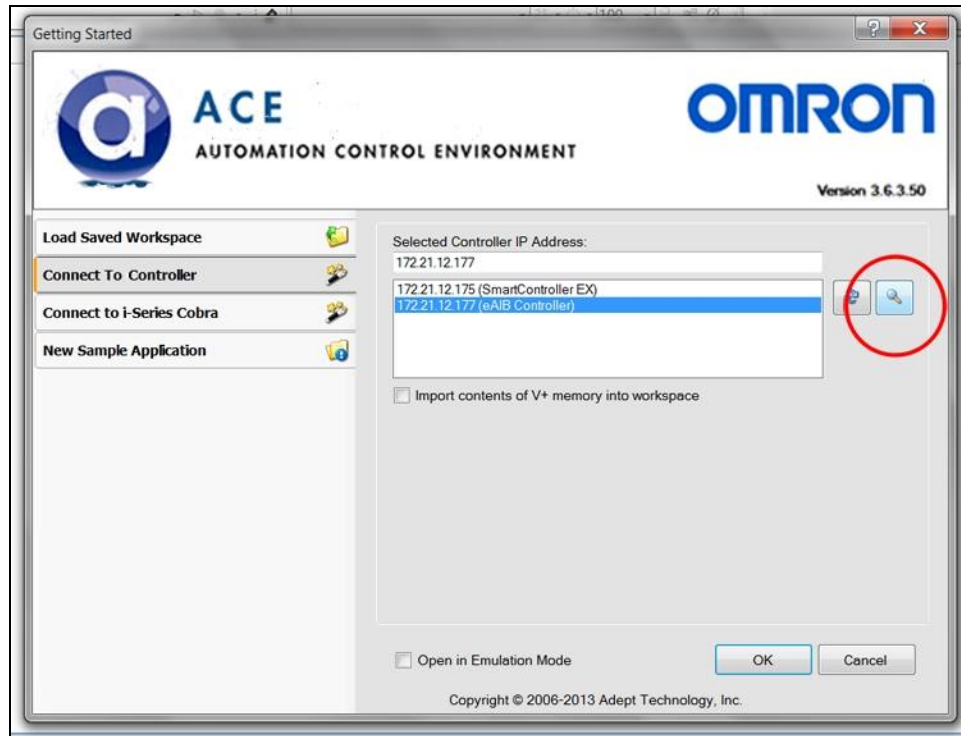 100
Getting Started
a
ACE
AUTOMATION CONTROL ENVIRONMENT
OMRON
Version 3.6.3.50
Load Saved Workspace
Connect To Controller
Connect to i-Series Cobra
New Sample Application
Selected Controller IP Address:
172.21.12.177
172.21.12.175 (SmartController EX)
172.21.12.177 (eAIB Controller)
Import contents of V+ memory into workspace
Open in Emulation Mode
OK
Cancel
Copyright © 2006-2013 Adept Technology, Inc.